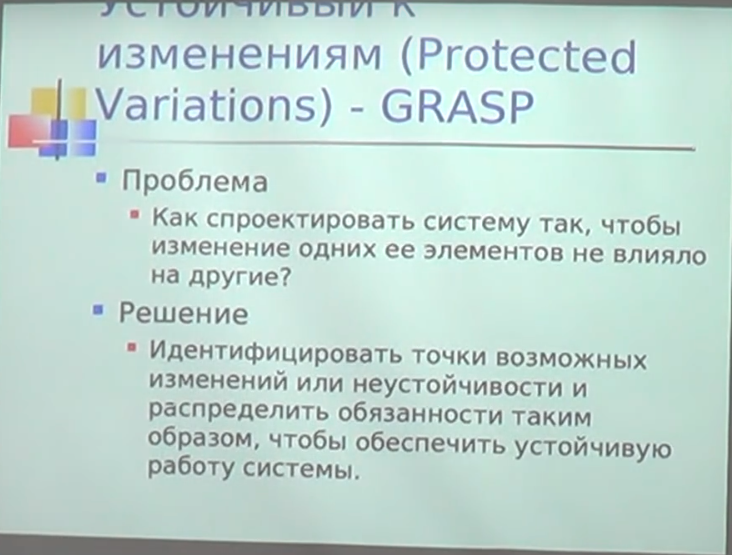 Устойчивый к
изменениям (Protected
Variations) - GRASP
Проблема
Как спроектировать систему так, чтобы
изменение одних ее элементов не влияло
на другие?
Решение
Идентифицировать точки возможных
изменений или неустойчивости и
распределить обязанности таким
образом, чтобы обеспечить устойчивую
работу системы.